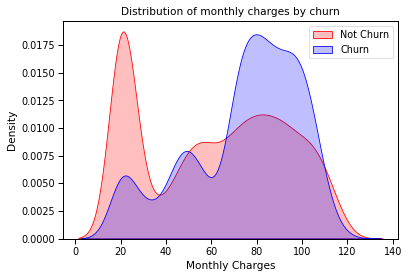 Distribution of monthly charges by churn
Not Churn
Churn
0.0175
0.0150
0.0125
0.0100
0.0075
0.0050
0.0025
0.0000
Density
0 20 40 60 80 100 120 140
Monthly Charges